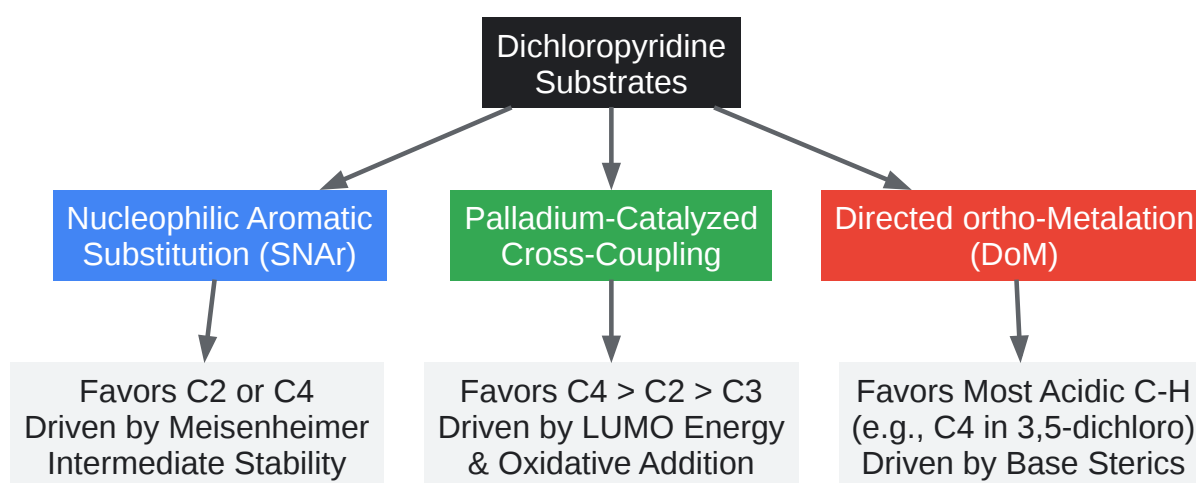 Dichloropyridine
Substrates
Nucleophilic Aromatic
Substitution (SNAr)
Palladium-Catalyzed
Cross-Coupling
Directed ortho-Metalation
(DoM)
Favors C2 or C4
Driven by Meisenheimer
Intermediate Stability
Favors C4 > C2 > C3
Driven by LUMO Energy
& Oxidative Addition
Favors Most Acidic C-H
(e.g., C4 in 3,5-dichloro)
Driven by Base Sterics